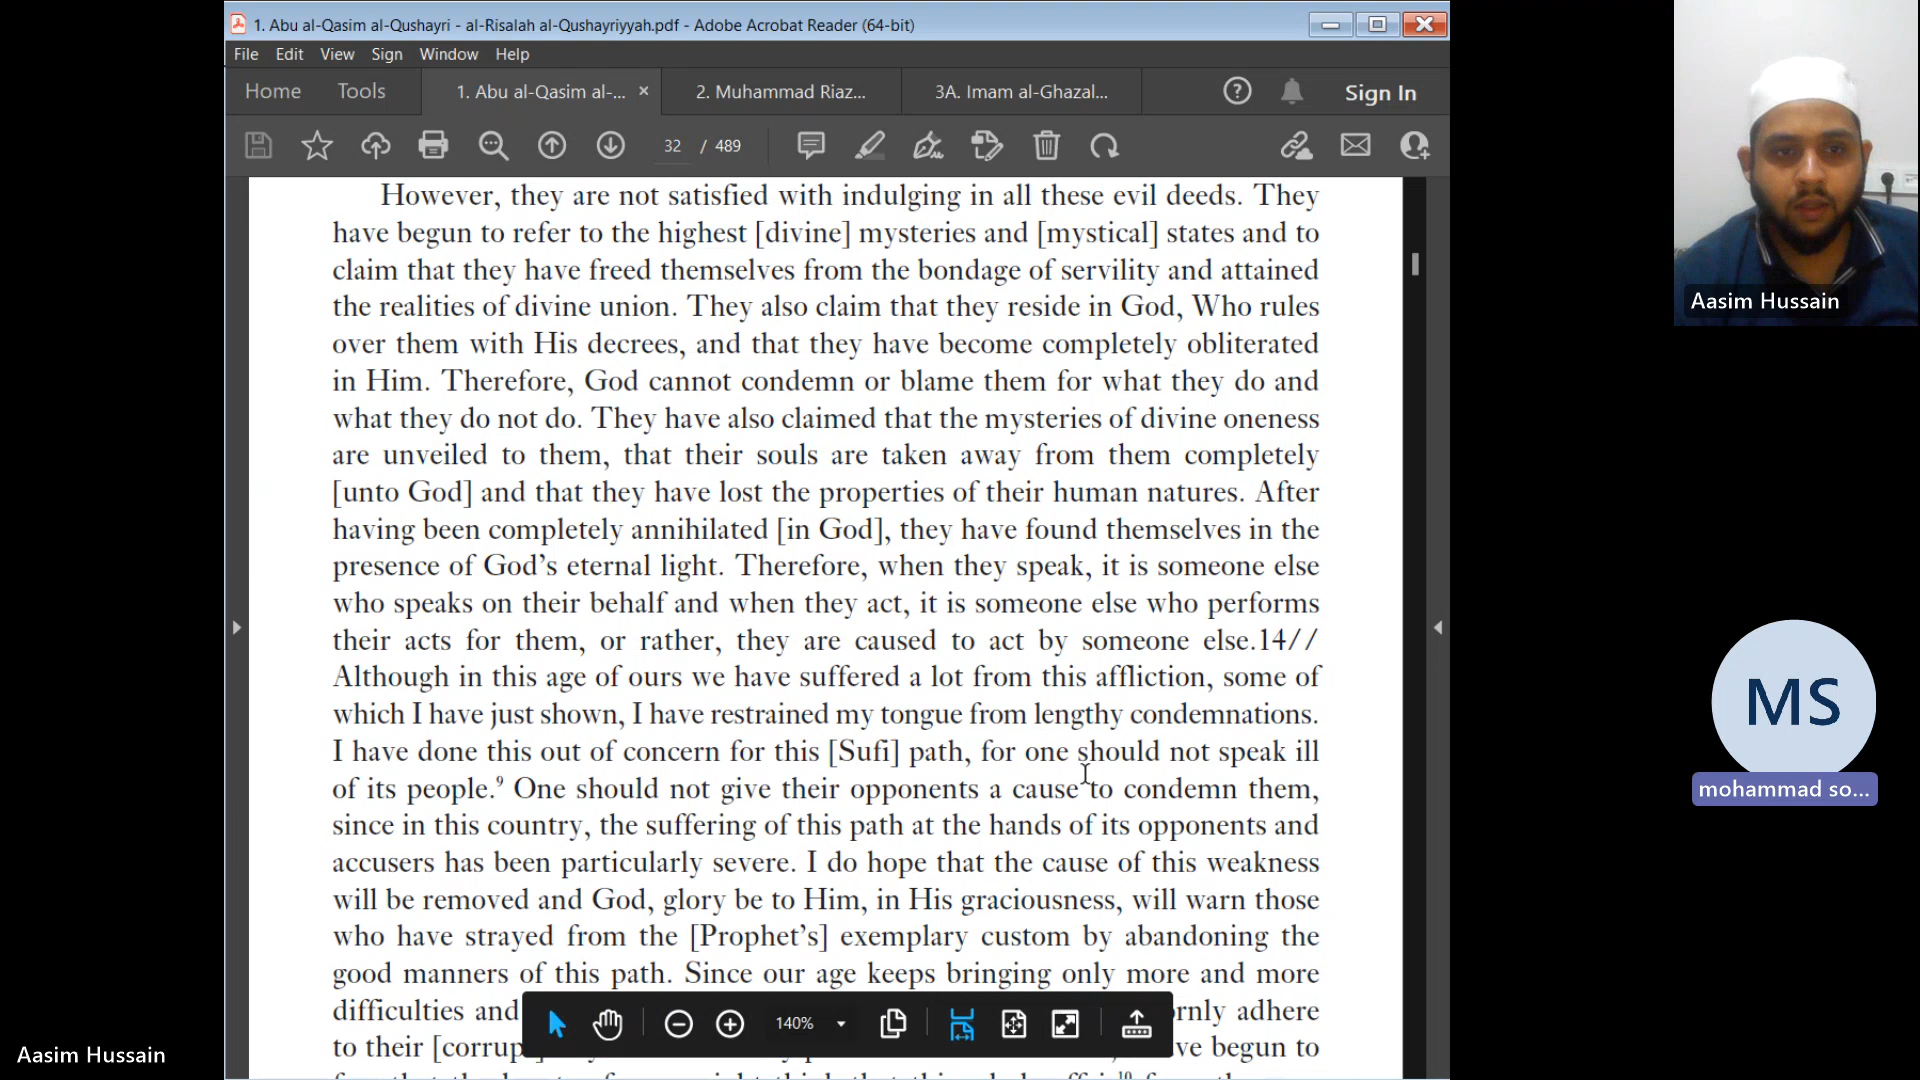 1. Abu al-Qasim al-Qushayri - al-Risalah al-Qushayriyyah.pdf - Adobe Acrobat Reader (64-bit)
File Edit View Sign Window Help
Home Tools 1. Abu al-Qasim al-... × 2. Muhammad Riaz... 3A. Imam al-Ghazal... Sign In
32 / 489
However, they are not satisfied with indulging in all these evil deeds. They
have begun to refer to the highest [divine] mysteries and [mystical] states and to
claim that they have freed themselves from the bondage of servility and attained
the realities of divine union. They also claim that they reside in God, Who rules
over them with His decrees, and that they have become completely obliterated
in Him. Therefore, God cannot condemn or blame them for what they do and
what they do not do. They have also claimed that the mysteries of divine oneness
are unveiled to them, that their souls are taken away from them completely
[unto God] and that they have lost the properties of their human natures. After
having been completely annihilated [in God], they have found themselves in the
presence of God's eternal light. Therefore, when they speak, it is someone else
who speaks on their behalf and when they act, it is someone else who performs
their acts for them, or rather, they are caused to act by someone else.14//
Although in this age of ours we have suffered a lot from this affliction, some of
which I have just shown, I have restrained my tongue from lengthy condemnations.
I have done this out of concern for this [Sufi] path, for one should not speak ill
of its people.⁹ One should not give their opponents a cause to condemn them,
since in this country, the suffering of this path at the hands of its opponents and
accusers has been particularly severe. I do hope that the cause of this weakness
will be removed and God, glory be to Him, in His graciousness, will warn those
who have strayed from the [Prophet's] exemplary custom by abandoning the
good manners of this path. Since our age keeps bringing only more and more
difficulties and rnly adhere
to their [corrup ve begun to
140%
Aasim Hussain
MS
mohammad so...
Aasim Hussain